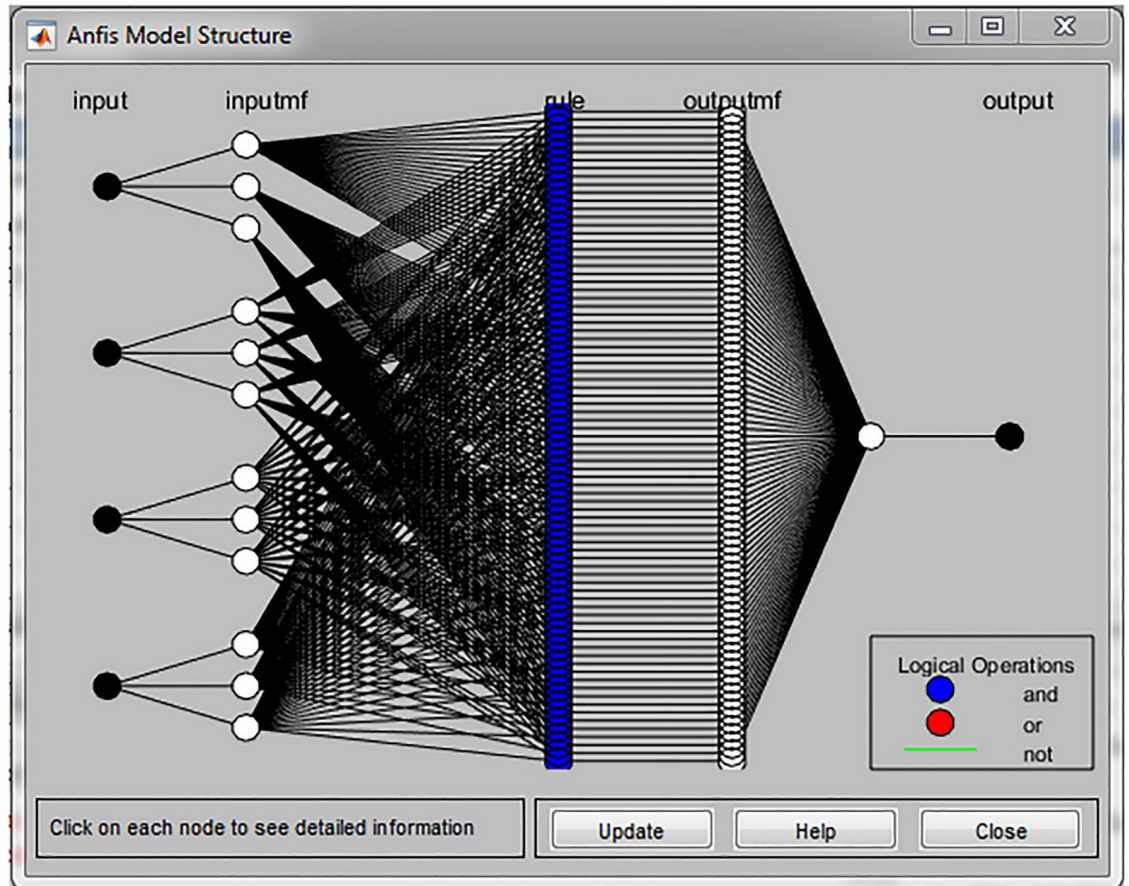 Anfis Model Structure
input inputmf rule outputmf output
Logical Operations
and
or
not
Click on each node to see detailed information
Update Help Close